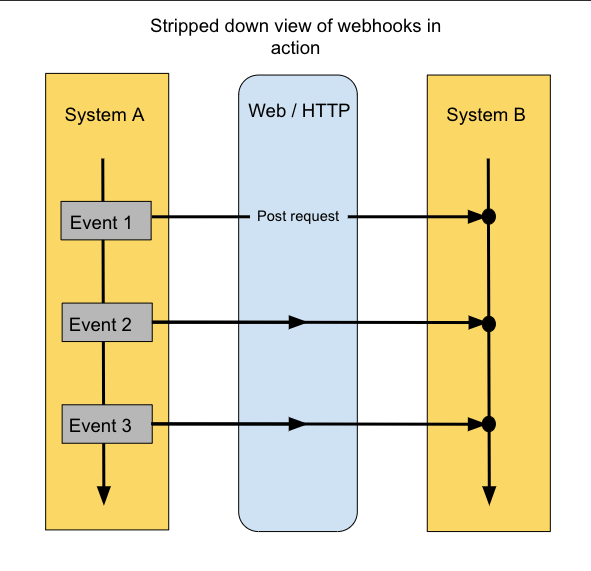 Stripped down view of webhooks in
action
System A
Web / HTTP
System B
Event 1
Post request
Event 2
Event 3